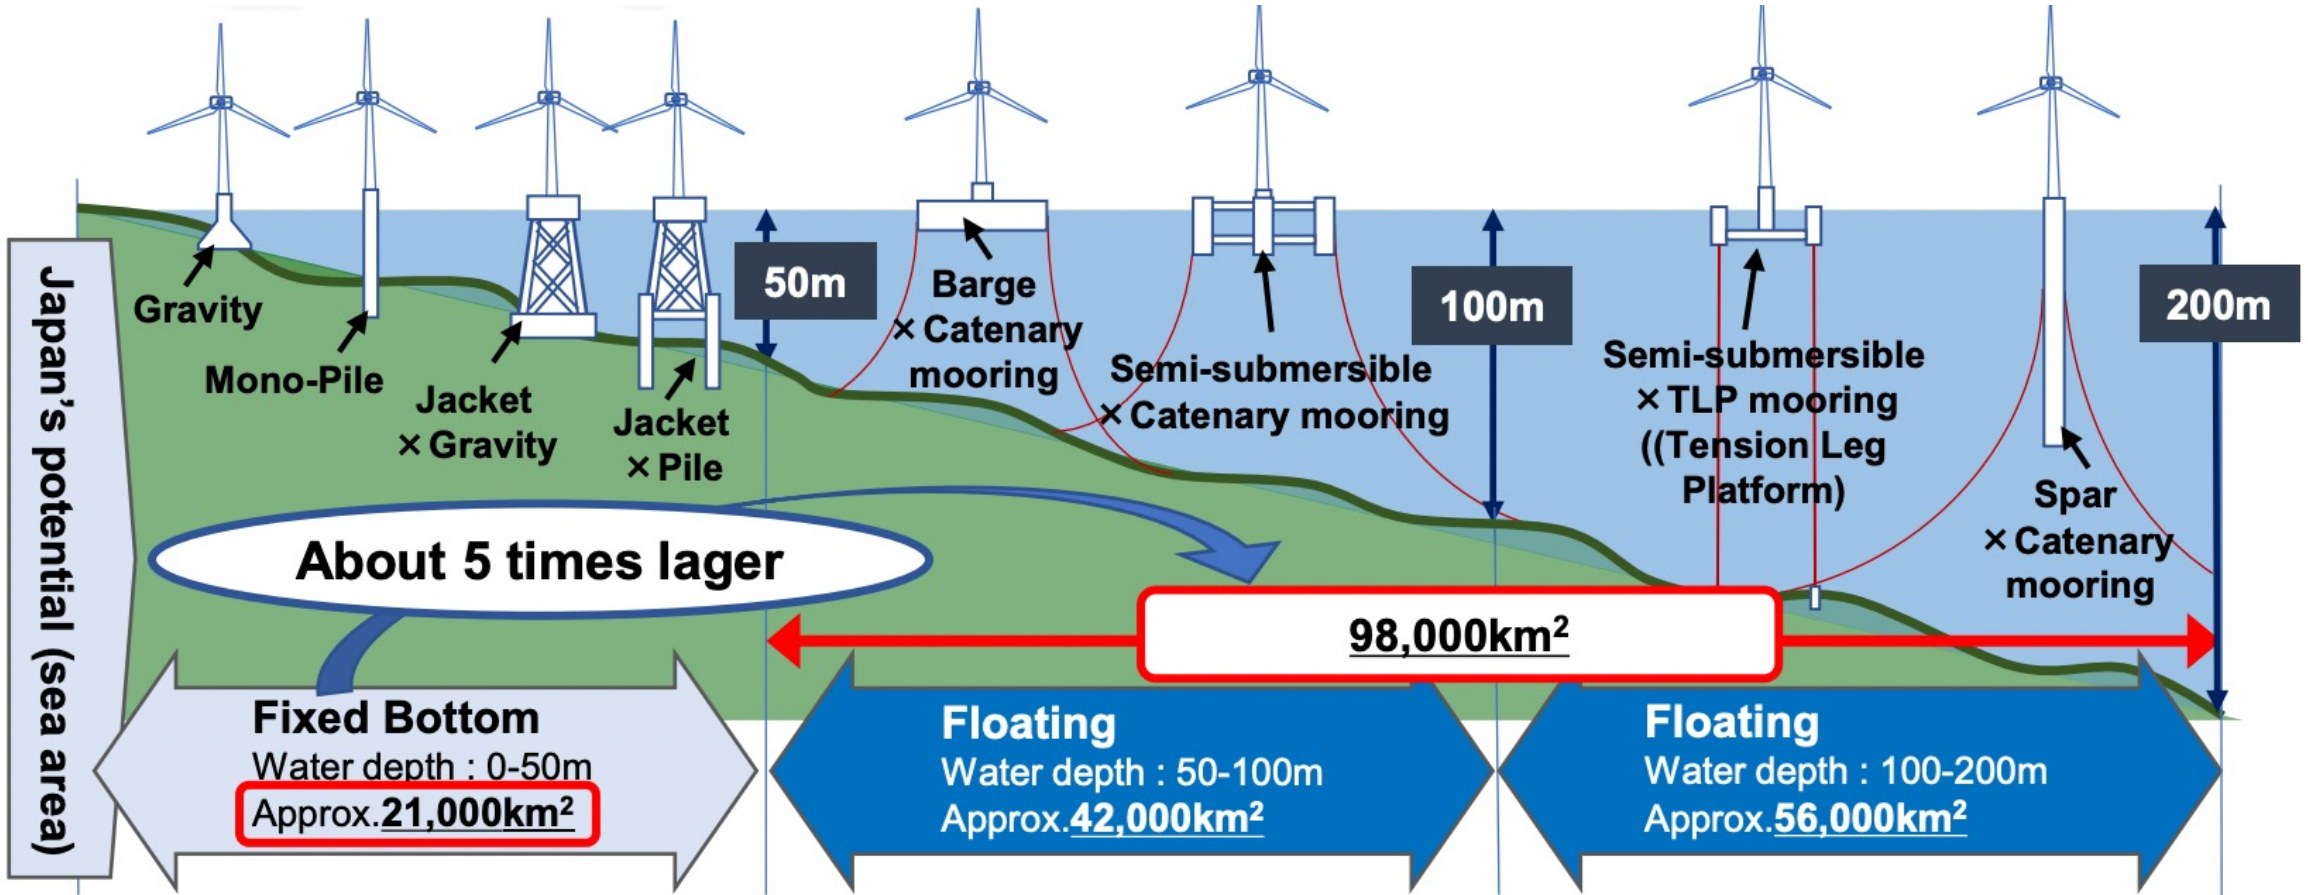 Japan's potential (sea area)
Gravity
Mono-Pile
Jacket
×Gravity
Jacket
×Pile
50m
Barge
×Catenary
mooring
Semi-submersible
×Catenary mooring
100m
Semi-submersible
×TLP mooring
((Tension Leg
Platform)
Spar
×Catenary
mooring
200m
About 5 times lager
98,000km²
Fixed Bottom
Water depth : 0-50m
Approx.21,000km²
Floating
Water depth : 50-100m
Approx.42,000km²
Floating
Water depth : 100-200m
Approx.56,000km²